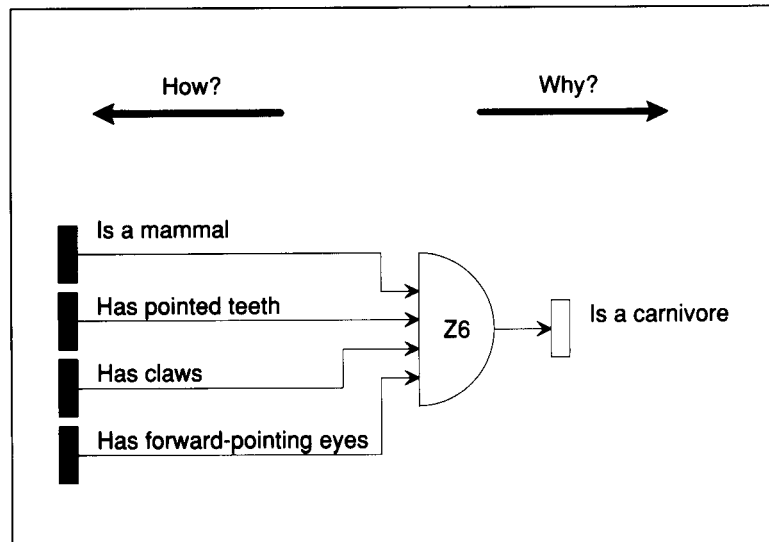 How?
Why?
Is a mammal
Has pointed teeth
Z6
Is a carnivore
Has claws
Has forward-pointing eyes